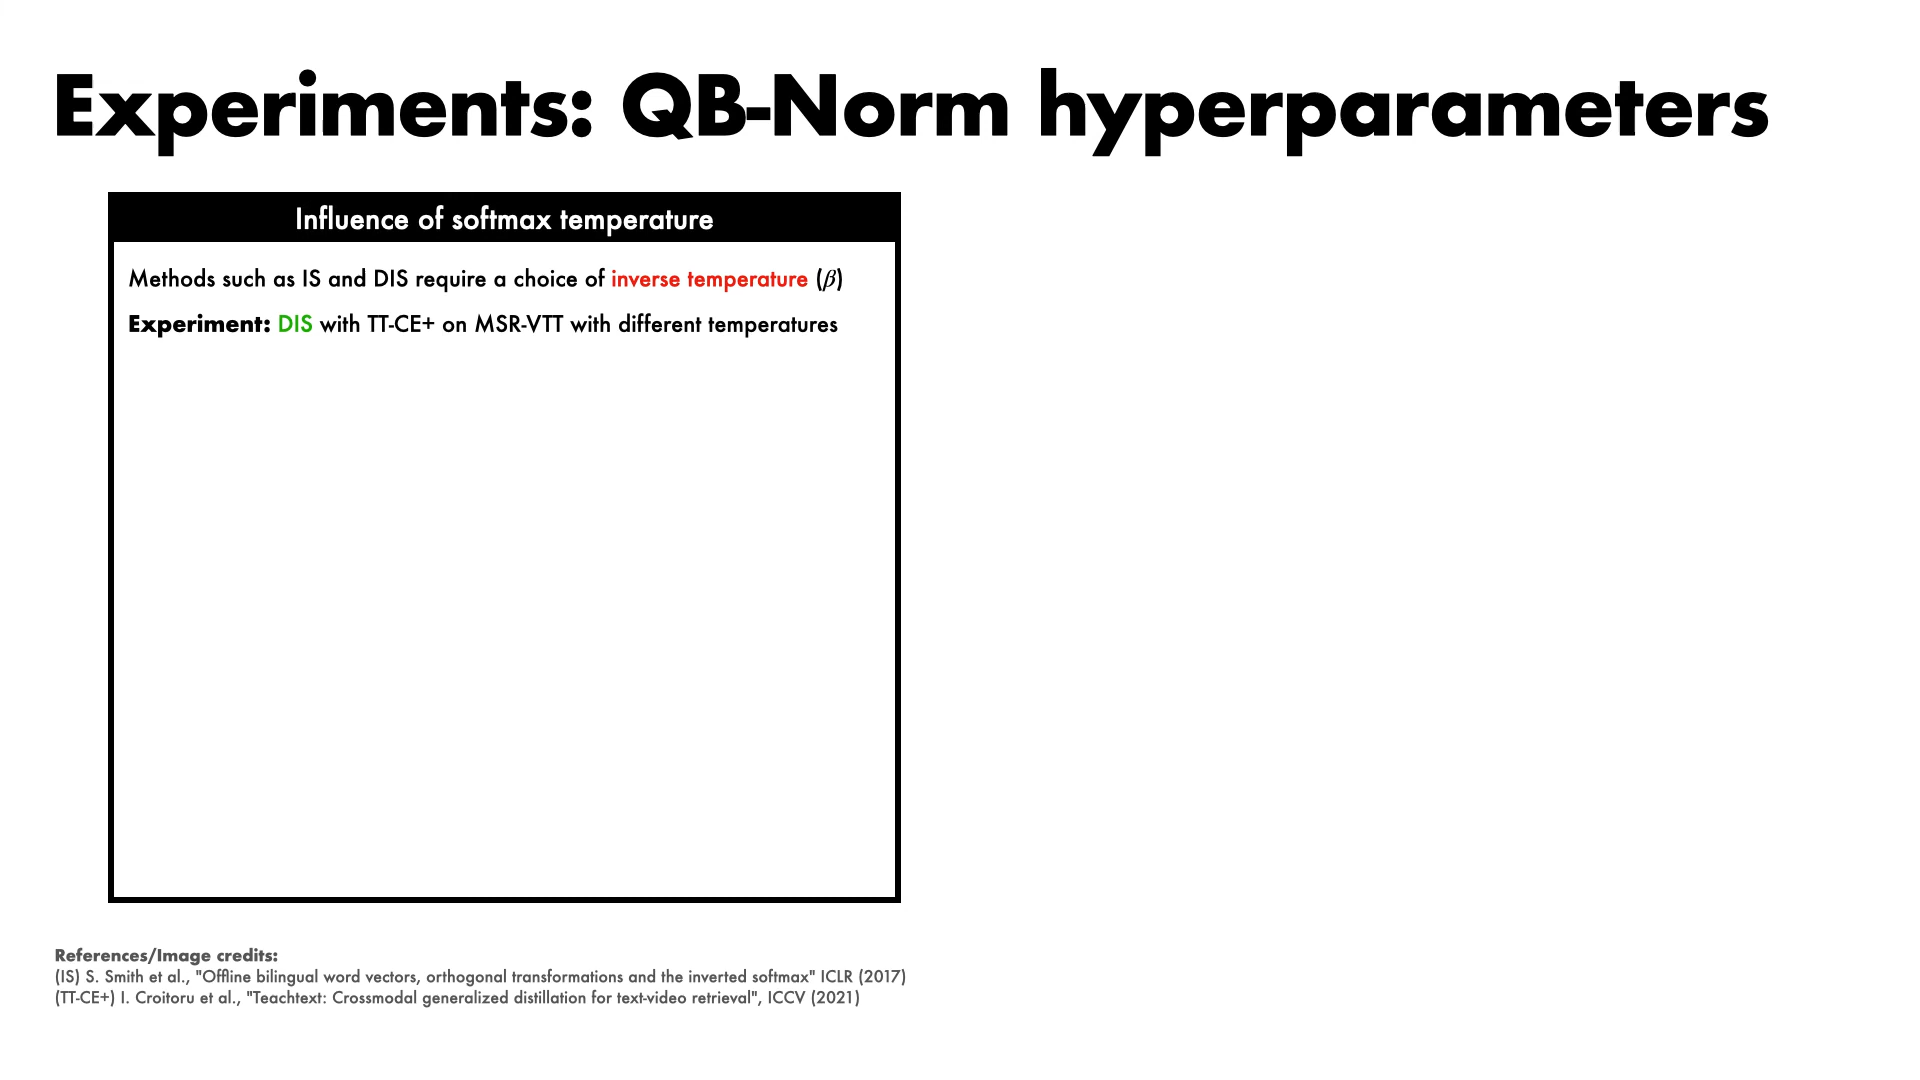 Experiments: QB-Norm hyperparameters
Influence of softmax temperature
Methods such as IS and DIS require a choice of inverse temperature (β)
Experiment: DIS with TT-CE+ on MSR-VTT with different temperatures
References/Image credits:
(IS) S. Smith et al., "Offline bilingual word vectors, orthogonal transformations and the inverted softmax" ICLR (2017)
(TT-CE+) I. Croitoru et al., "Teachtext: Crossmodal generalized distillation for text-video retrieval", ICCV (2021)